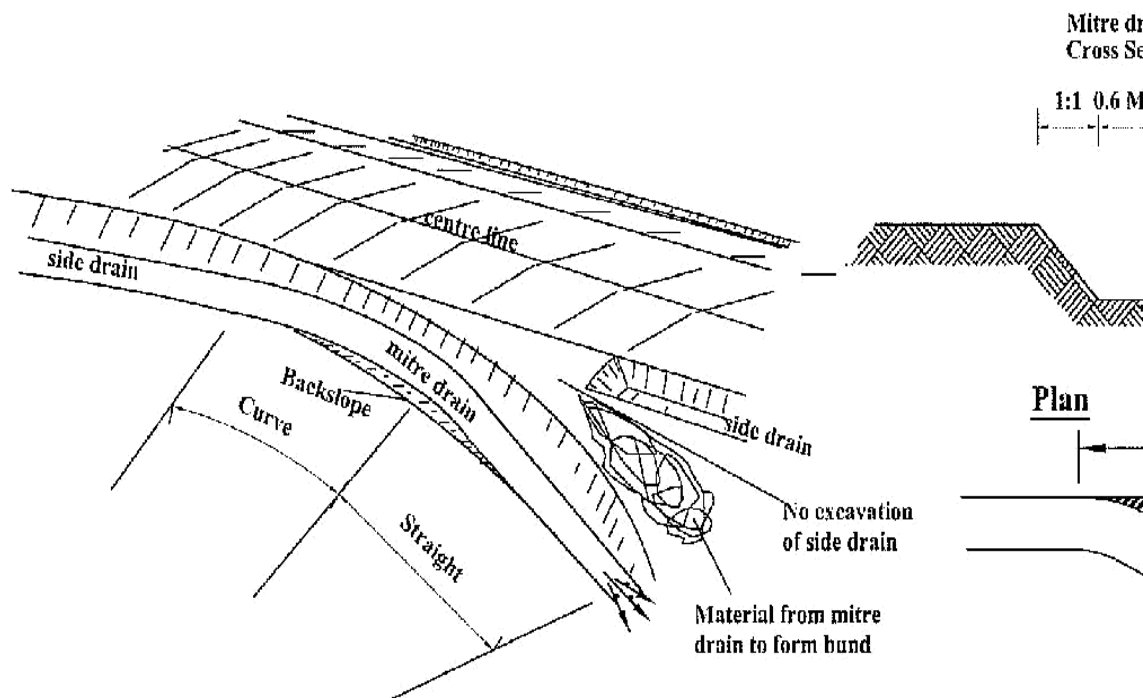 Mitre dr
Cross Se
1:1 0.6 M
centre line
side drain
mitre drain
Backslope
Curve
Straight
side drain
Plan
No excavation
of side drain
Material from mitre
drain to form bund